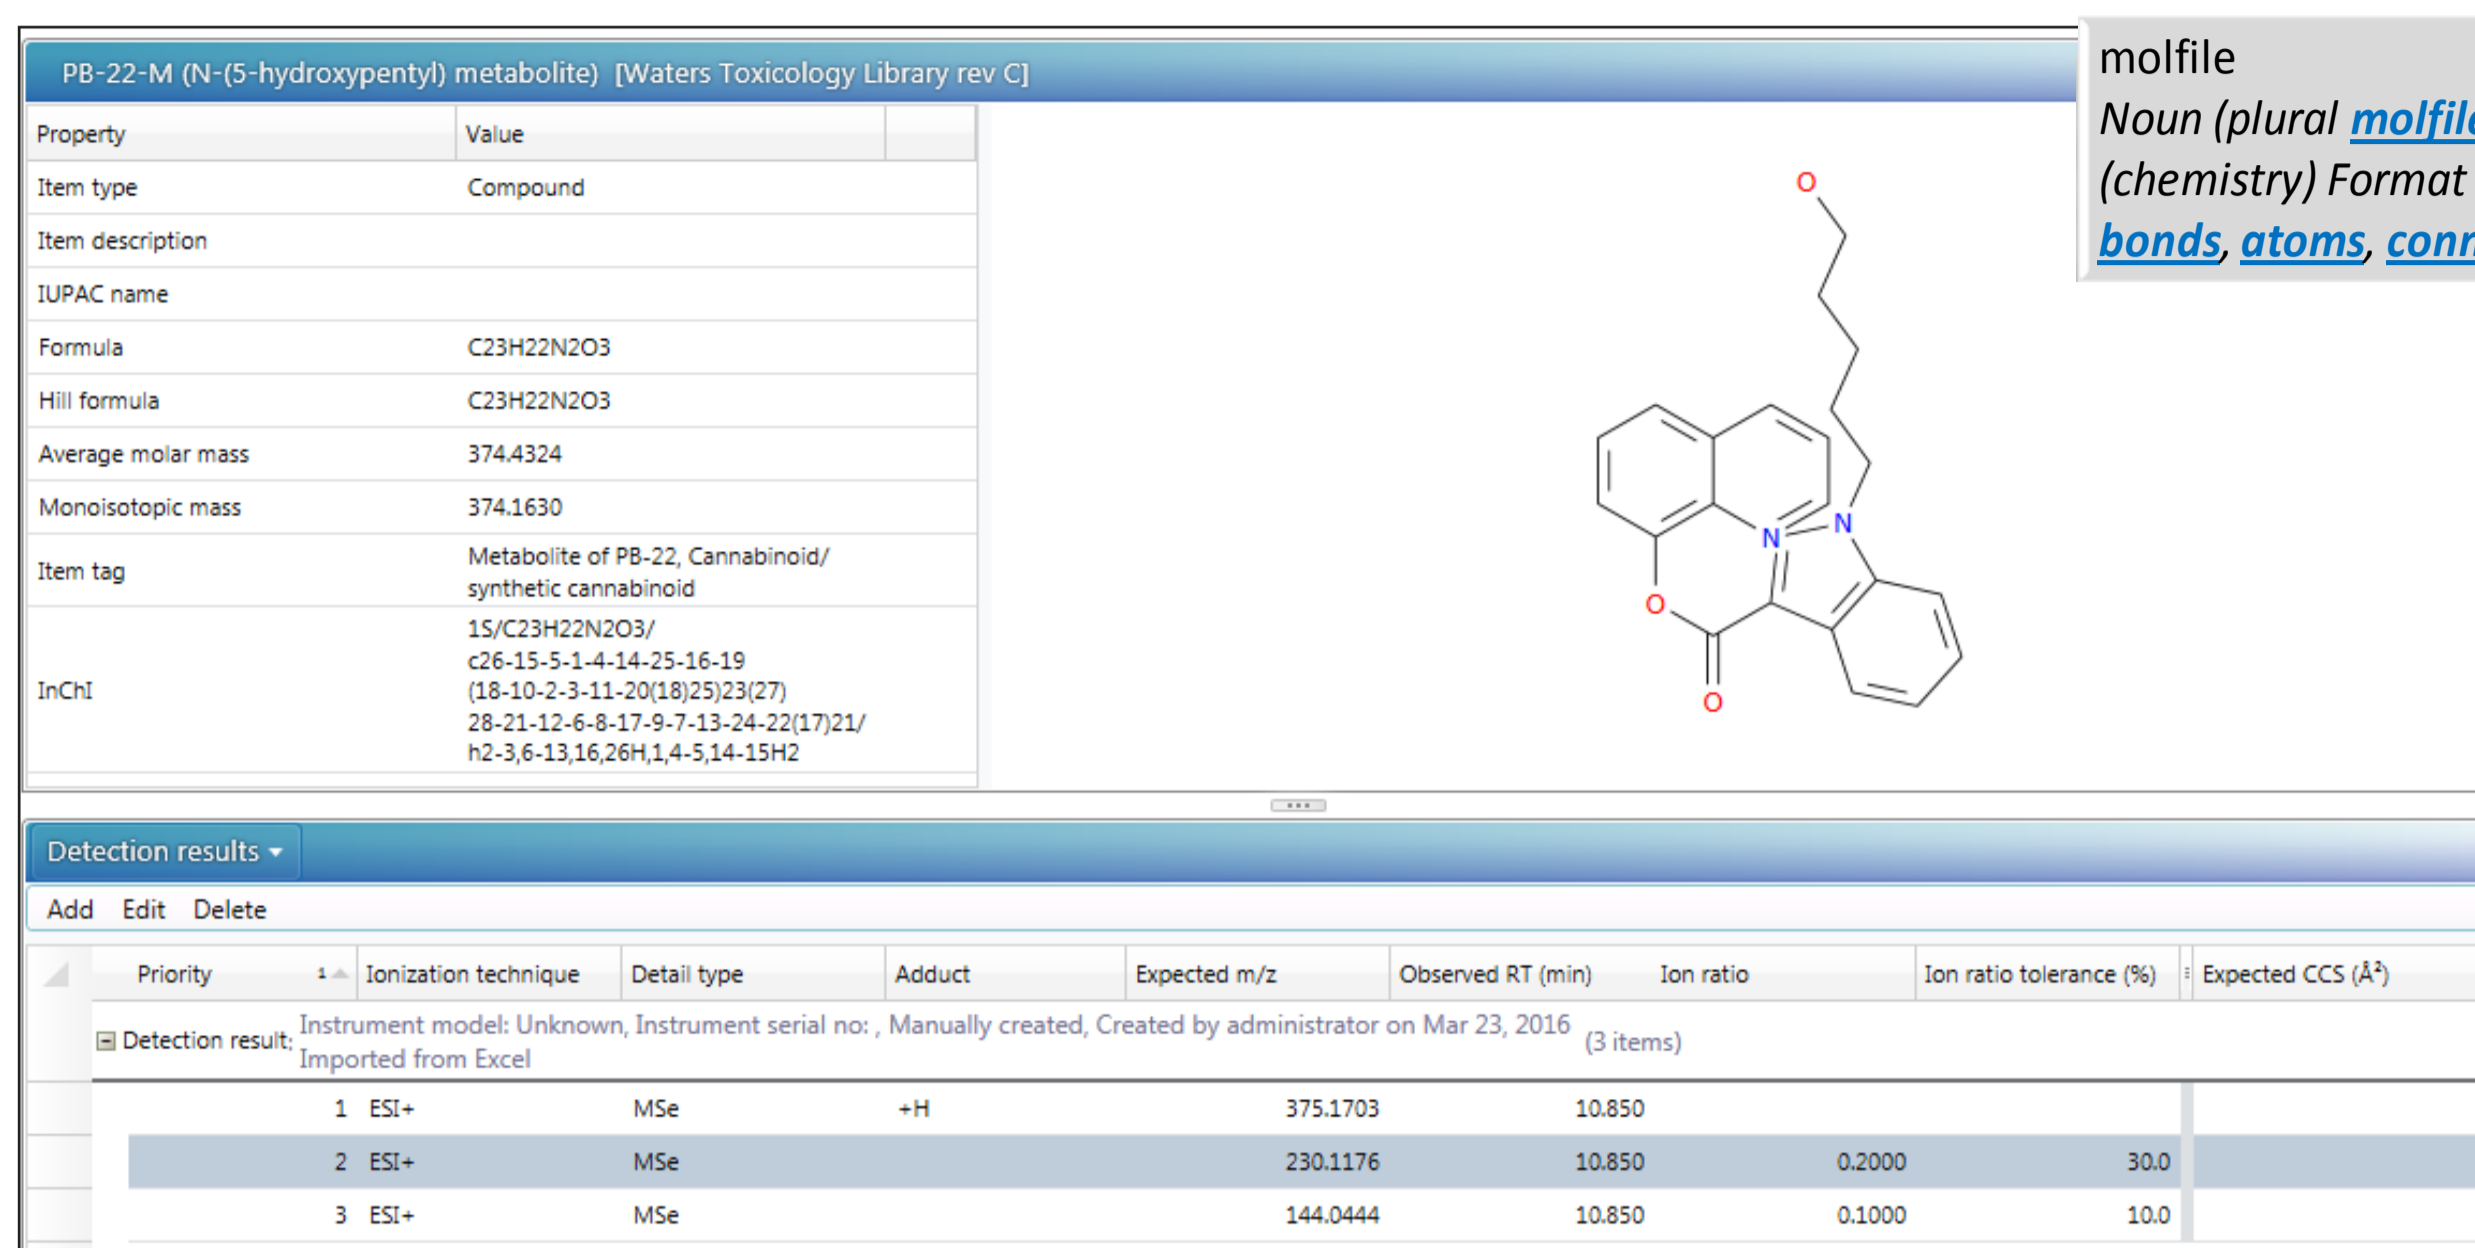 PB-22-M (N-(5-hydroxypentyl) metabolite) [Waters Toxicology Library rev C]
Property Value
Item type Compound
Item description
IUPAC name
Formula C23H22N2O3
Hill formula C23H22N2O3
Average molar mass 374.4324
Monoisotopic mass 374.1630
Item tag Metabolite of PB-22, Cannabinoid/
synthetic cannabinoid
InChI 1S/C23H22N2O3/
c26-15-5-1-4-14-25-16-19
(18-10-2-3-11-20(18)25)23(27)
28-21-12-6-8-17-9-7-13-24-22(17)21/
h2-3,6-13,16,26H,1,4-5,14-15H2
O
N
N
O
O
molfile
Noun (plural molfile
(chemistry) Format
bonds, atoms, conn
Detection results
Add Edit Delete
Priority 1 Ionization technique Detail type Adduct Expected m/z Observed RT (min) Ion ratio Ion ratio tolerance (%) Expected CCS (Å²)
Detection result: Instrument model: Unknown, Instrument serial no: , Manually created, Created by administrator on Mar 23, 2016
Imported from Excel (3 items)
1 ESI+ MSe +H 375.1703 10.850
2 ESI+ MSe 230.1176 10.850 0.2000 30.0
3 ESI+ MSe 144.0444 10.850 0.1000 10.0